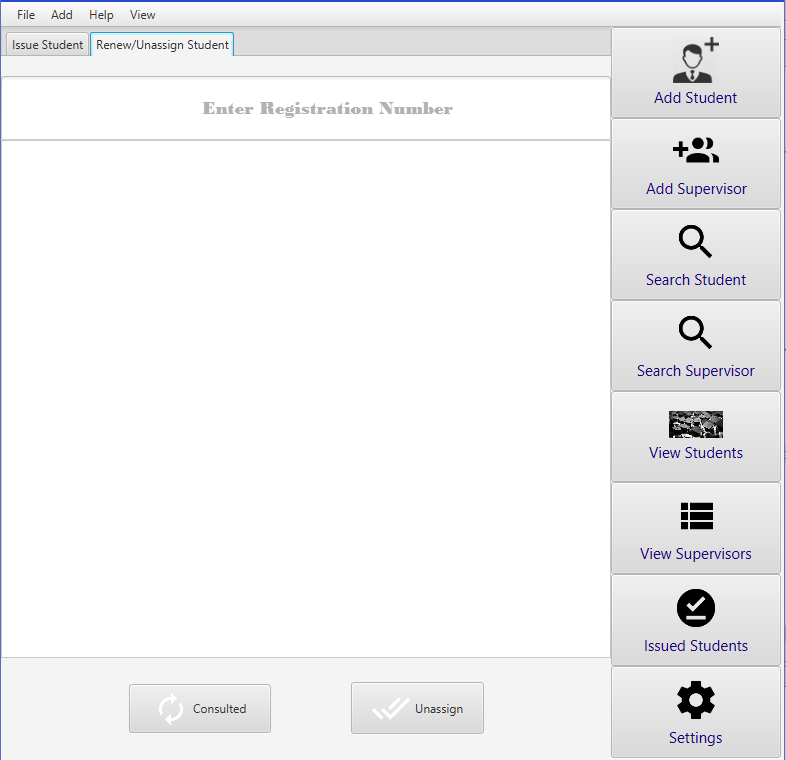 File Add Help View
Issue Student Renew/Unassign Student
Enter Registration Number
Consulted Unassign
Add Student
Add Supervisor
Search Student
Search Supervisor
View Students
View Supervisors
Issued Students
Settings